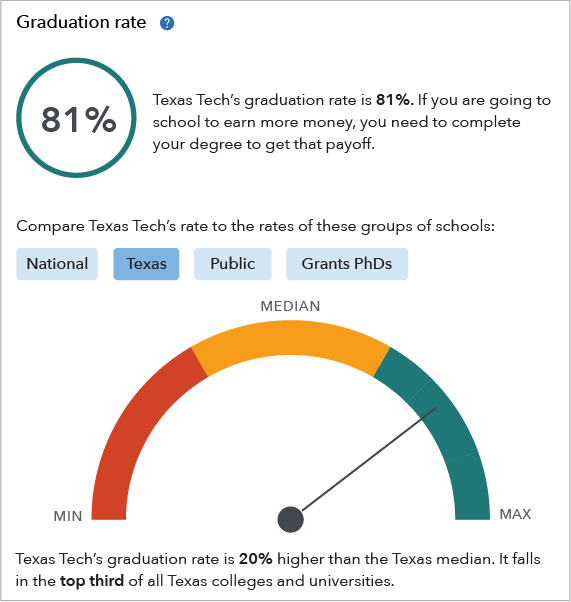 Graduation rate ?
81%
Texas Tech's graduation rate is 81%. If you are going to
school to earn more money, you need to complete
your degree to get that payoff.
Compare Texas Tech's rate to the rates of these groups of schools:
National Texas Public Grants PhDs
MEDIAN
MIN
MAX
Texas Tech's graduation rate is 20% higher than the Texas median. It falls
in the top third of all Texas colleges and universities.